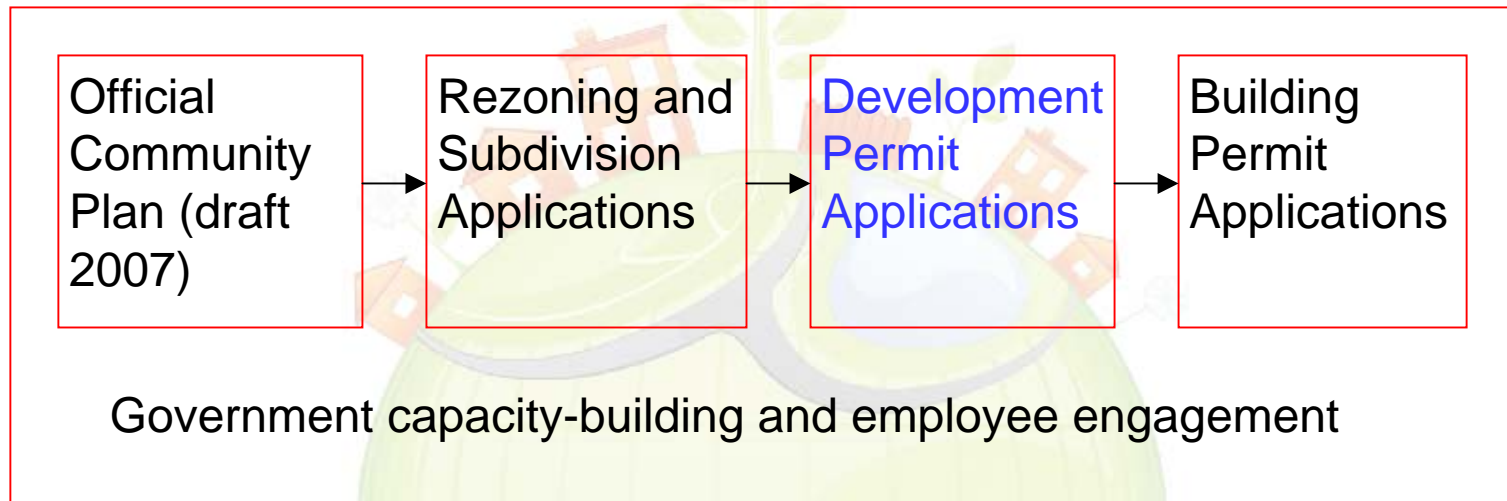 Official
Community
Plan (draft
2007)
Rezoning and
Subdivision
Applications
Development
Permit
Applications
Building
Permit
Applications
Government capacity-building and employee engagement